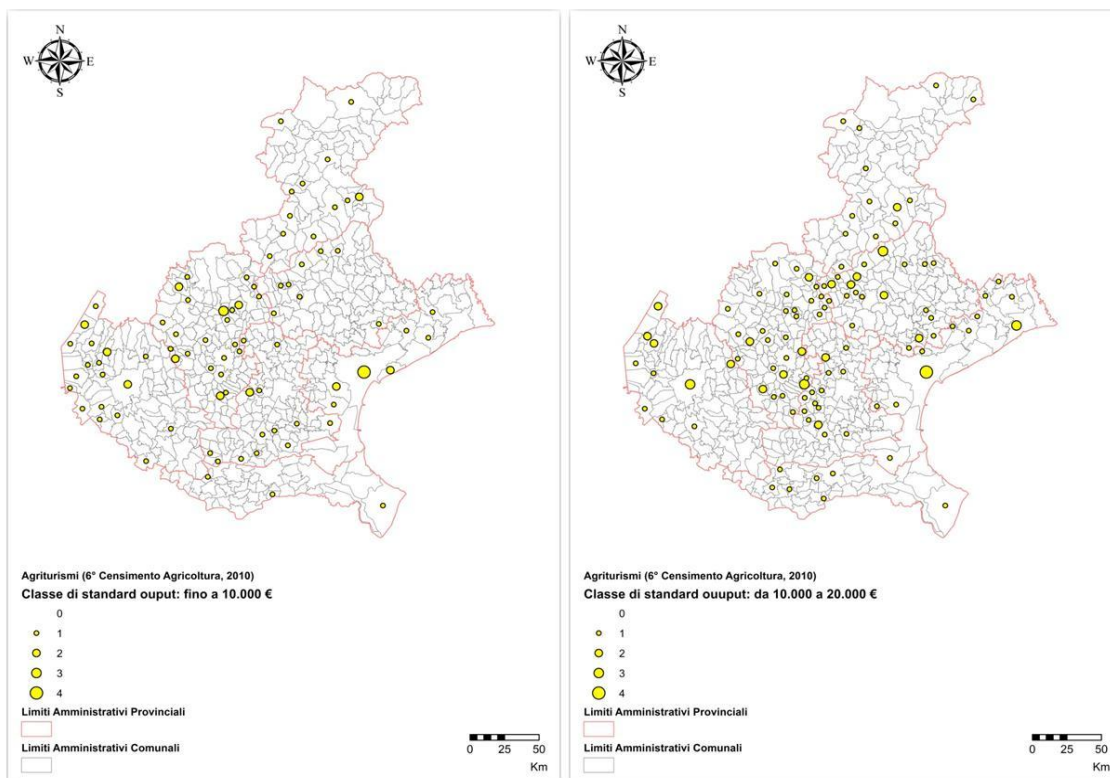 N
W E
S
Agriturismi (6° Censimento Agricoltura, 2010)
Classe di standard ouput: fino a 10.000 €
0
1
2
3
4
Limiti Amministrativi Provinciali
Limiti Amministrativi Comunali
0 25 50
Km
N
W E
S
Agriturismi (6° Censimento Agricoltura, 2010)
Classe di standard ouuput: da 10.000 a 20.000 €
0
1
2
3
4
Limiti Amministrativi Provinciali
Limiti Amministrativi Comunali
0 25 50
Km